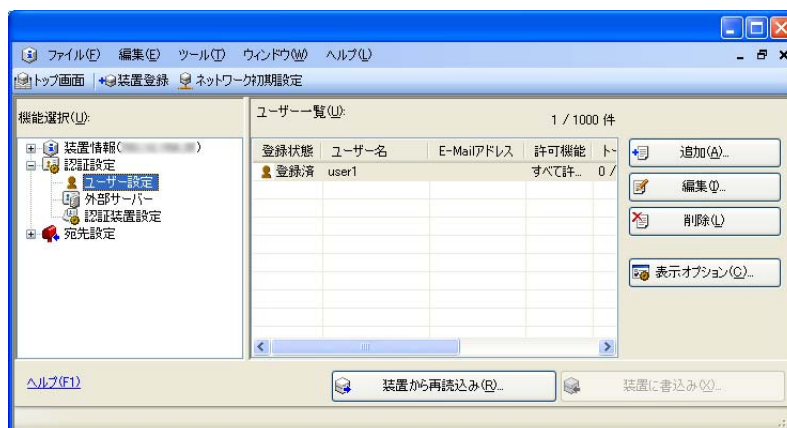 ファイル(F) 編集(E) ツール(T) ウィンドウ(W) ヘルプ(L)
トップ画面 装置登録 ネットワーク初期設定
機能選択(U):
装置情報( )
認証設定
ユーザー設定
外部サーバー
認証装置設定
宛先設定
ユーザー一覧(U):
1 / 1000 件
登録状態 ユーザー名 E-Mailアドレス 許可機能 ト
登録済 user1 すべて許... 0 /
追加(A)...
編集(I)...
削除(L)
表示オプション(C)...
ヘルプ(F1)
装置から再読込み(R)...
装置に書込み(X)...